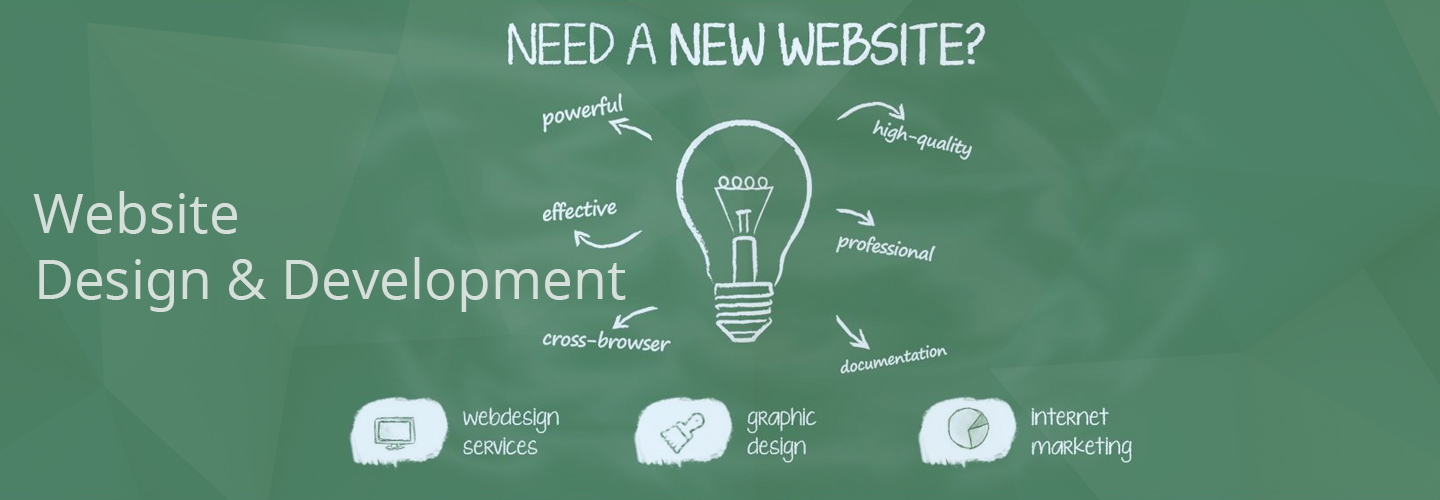 NEED A NEW WEBSITE?
powerful
high-quality
Website
Design & Development
effective
professional
cross-browser
documentation
webdesign
services
graphic
design
internet
marketing